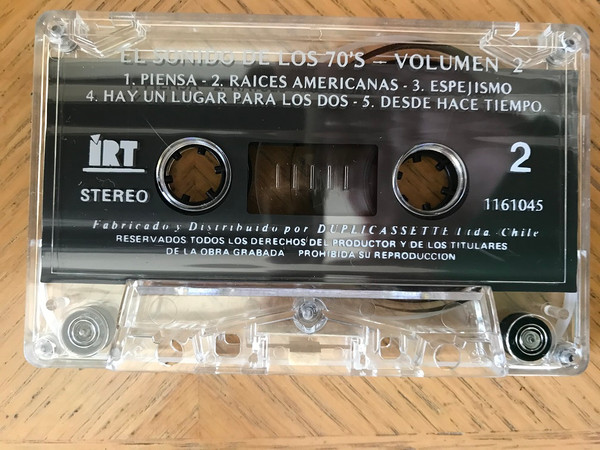 EL SONIDO DE LOS 70'S – VOLUMEN 2
1. PIENSA - 2. RAICES AMERICANAS - 3. ESPEJISMO
4. HAY UN LUGAR PARA LOS DOS - 5. DESDE HACE TIEMPO.
IRT
STEREO
2
1161045
Fabricado y Distribuido por DUPLICASSETTE Ltda. Chile
RESERVADOS TODOS LOS DERECHOS DEL PRODUCTOR Y DE LOS TITULARES
DE LA OBRA GRABADA PROHIBIDA SU REPRODUCCION